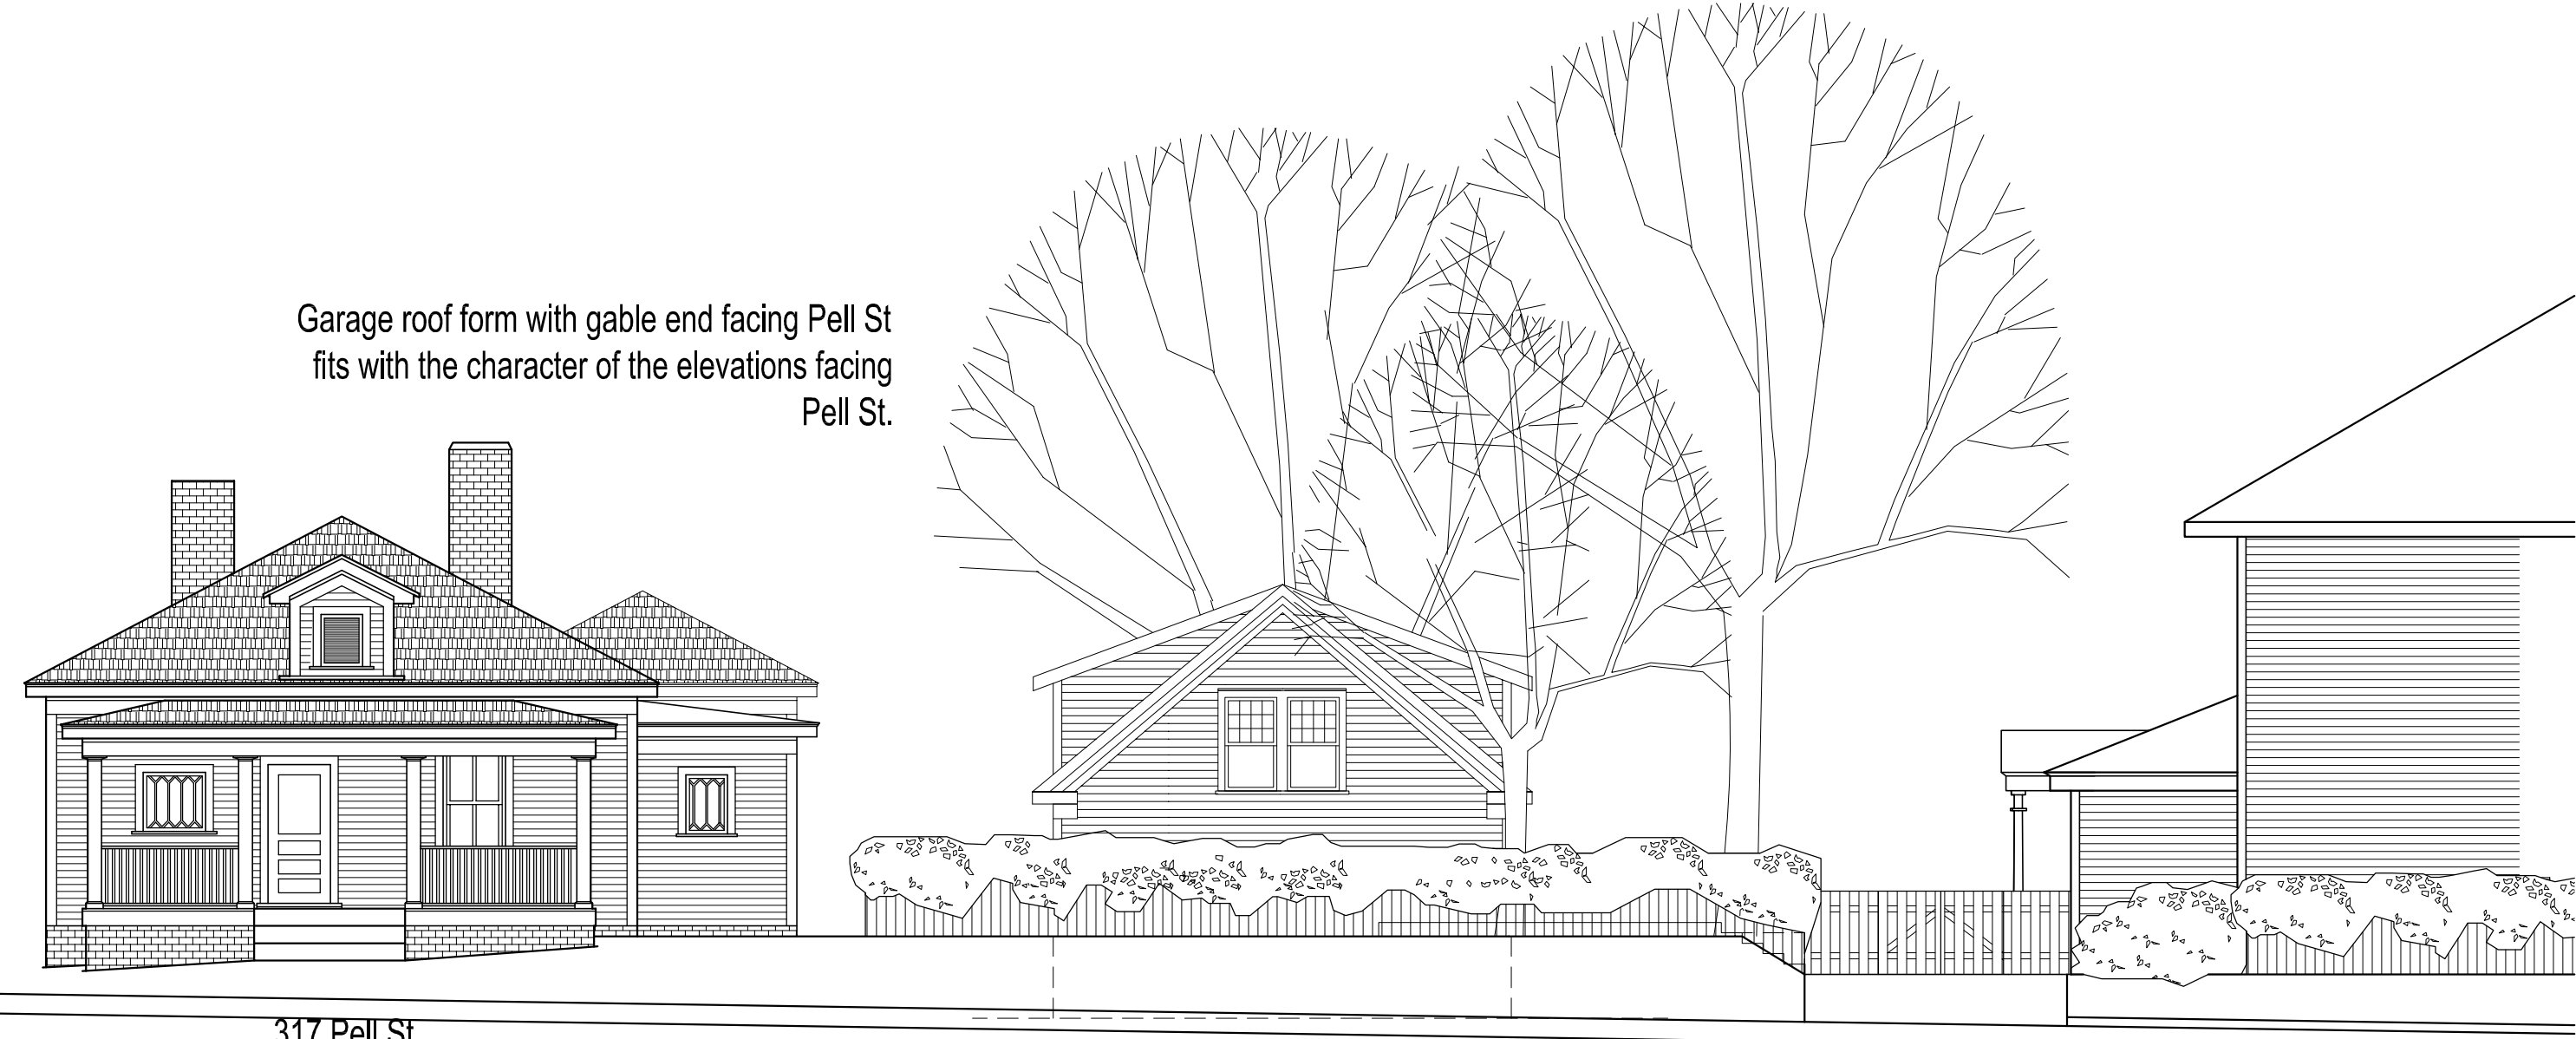 Garage roof form with gable end facing Pell St
fits with the character of the elevations facing
Pell St.
317 Pell St